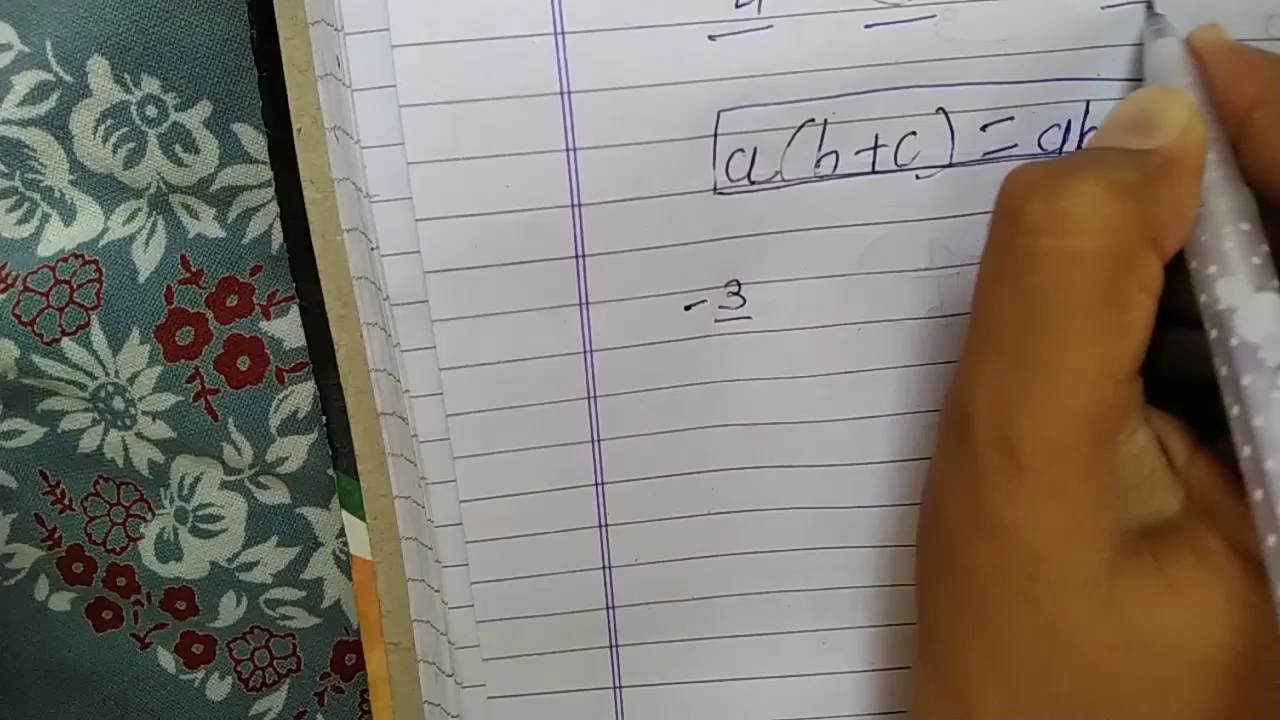 a(b+c) = ab
-3